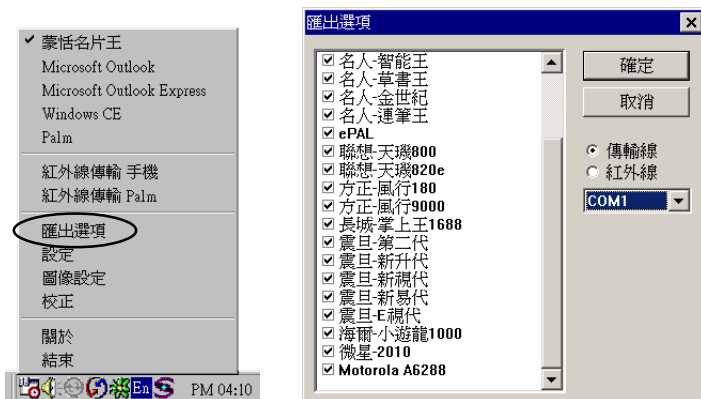 蒙恬名片王
Microsoft Outlook
Microsoft Outlook Express
Windows CE
Palm
紅外線傳輸 手機
紅外線傳輸 Palm
匯出選項
設定
圖像設定
校正
關於
結束
En
PM 04:10
匯出選項
名人-智能王
名人-草書王
名人-金世紀
名人-連筆王
ePAL
聯想-天璣800
聯想-天璣820e
方正-風行180
方正-風行9000
長城-掌上王1688
震旦-第二代
震旦-新升代
震旦-新視代
震旦-新易代
震旦-E視代
海爾-小遊龍1000
微星-2010
Motorola A6288
確定
取消
傳輸線
紅外線
COM1